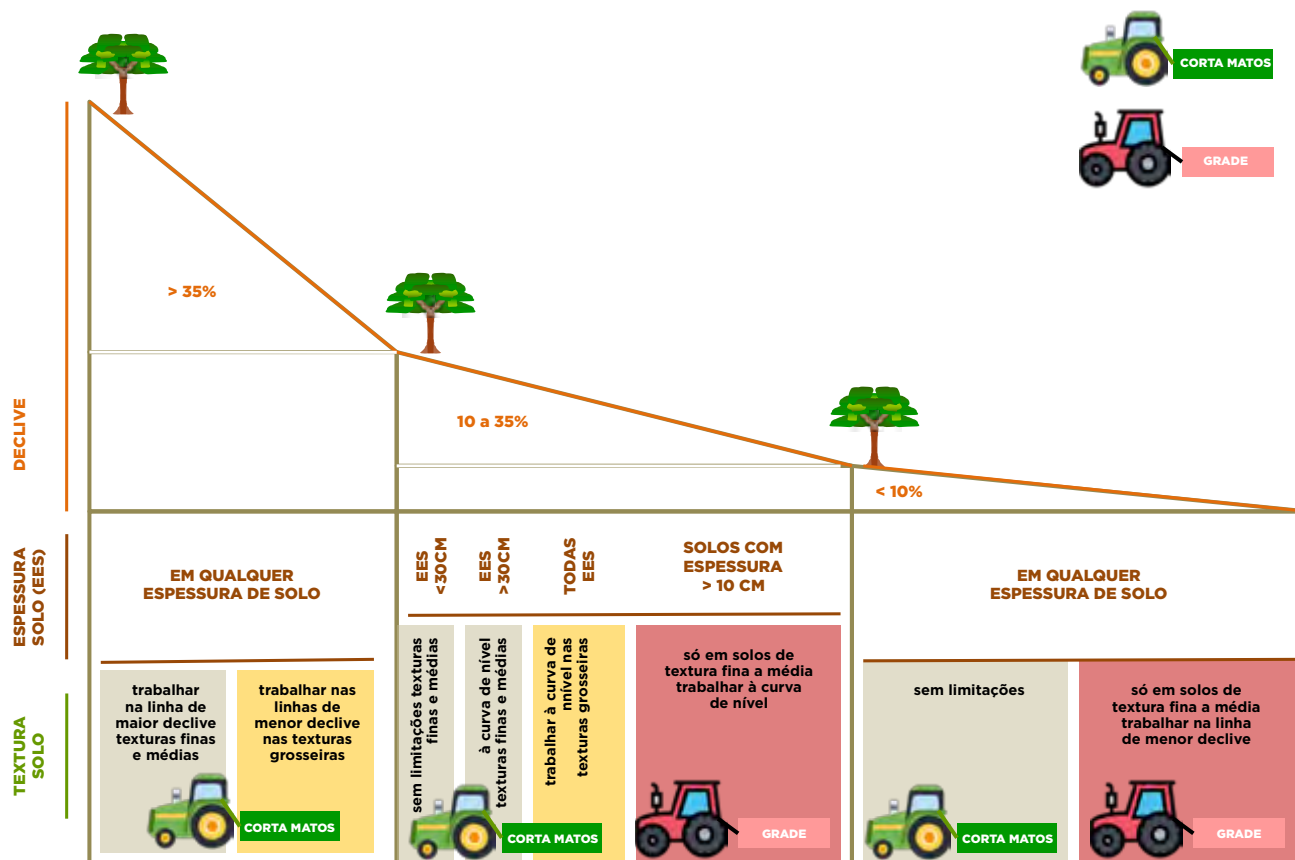 CORTA MATOS
GRADE
> 35%
10 a 35%
< 10%
DECLIVE
ESPESSURA
SOLO (EES)
EM QUALQUER
ESPESSURA DE SOLO
EES
<30CM
EES
>30CM
TODAS
EES
SOLOS COM
ESPESSURA
> 10 CM
EM QUALQUER
ESPESSURA DE SOLO
TEXTURA
SOLO
trabalhar
na linha de
maior declive
texturas finas
e médias
trabalhar nas
linhas de
menor declive
nas texturas
grosseiras
CORTA MATOS
sem limitações texturas
finas e médias
à curva de nível
texturas finas e médias
trabalhar à curva de
nnível nas
texturas grosseiras
CORTA MATOS
só em solos de
textura fina a média
trabalhar à curva
de nível
GRADE
sem limitações
CORTA MATOS
só em solos de
textura fina a média
trabalhar na linha
de menor declive
GRADE